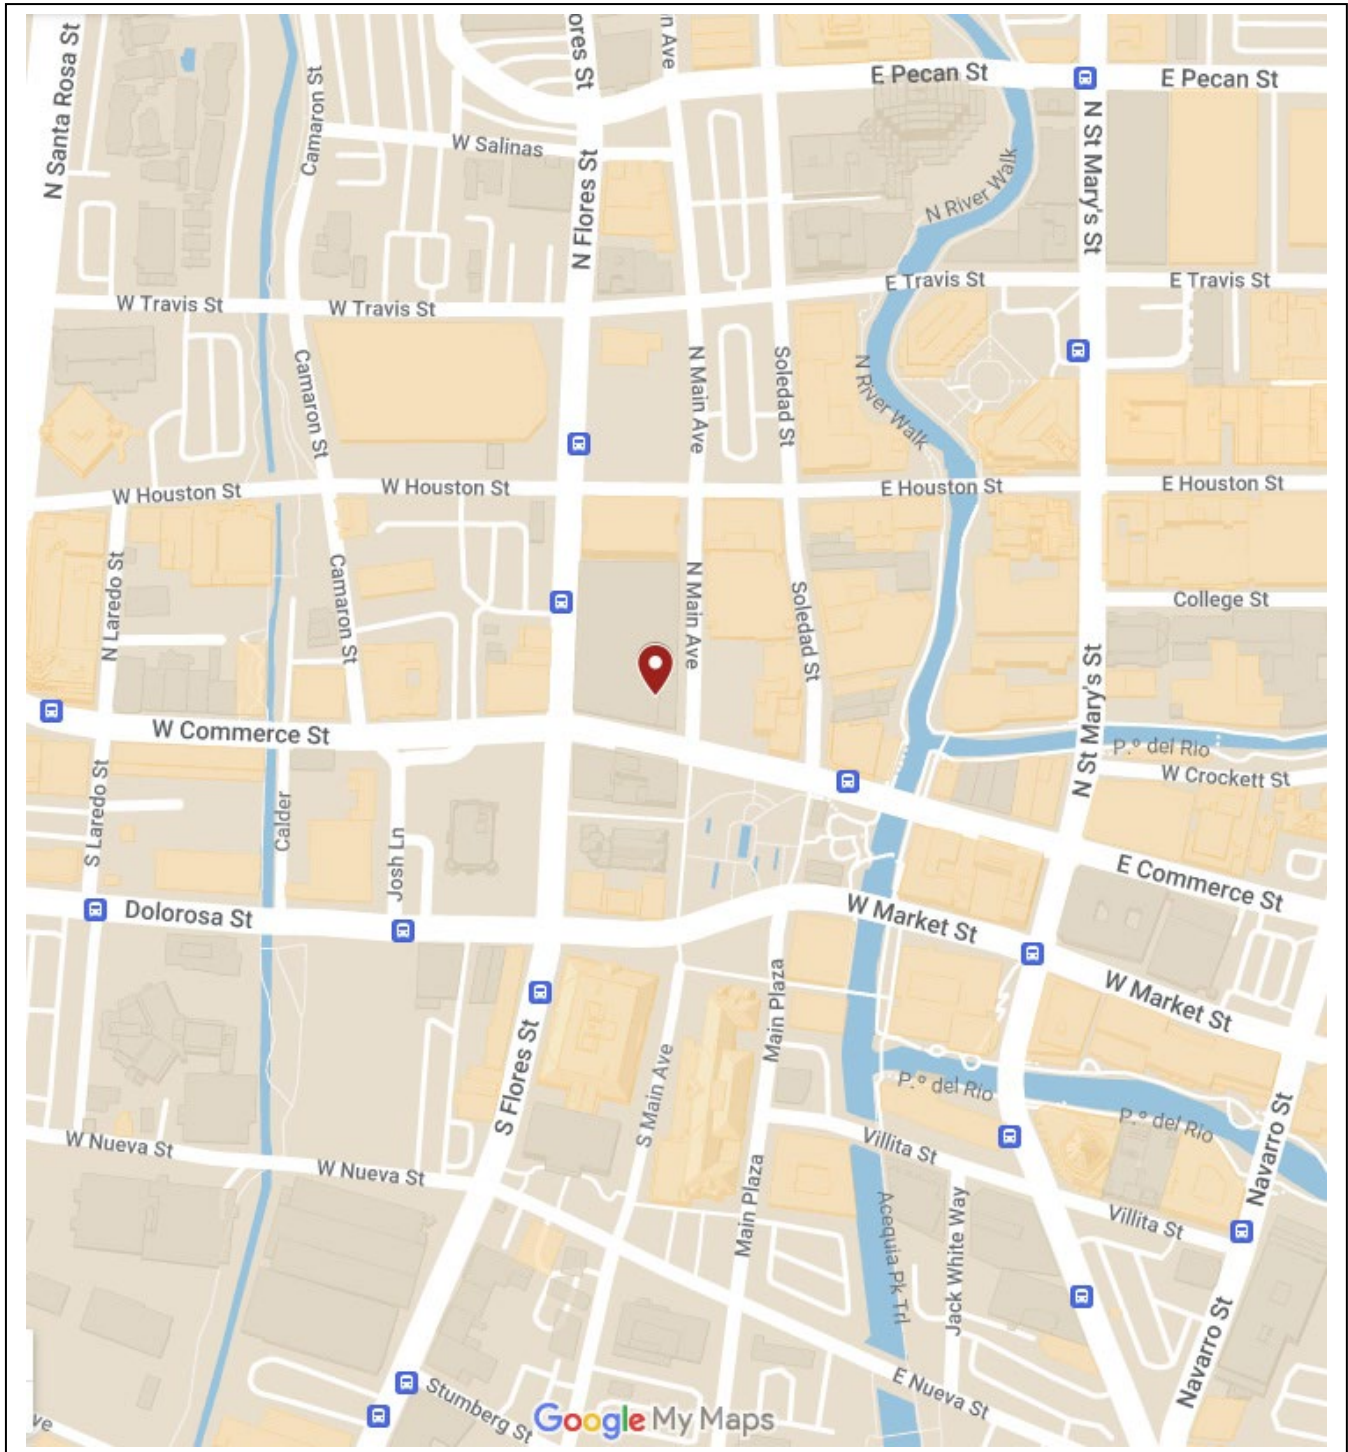 ores St
n Ave
E Pecan St
E Pecan St
N Santa Rosa St
Camaron St
W Salinas
N Flores St
N St Mary's St
N River Walk
E Travis St
E Travis St
W Travis St
W Travis St
Camaron St
N Main Ave
Soledad St
N River Walk
W Houston St
W Houston St
E Houston St
E Houston St
N Laredo St
Camaron St
N Main Ave
Soledad St
College St
N St Mary's St
W Commerce St
P.º del Rio
W Crockett St
S Laredo St
Calder
Josh Ln
E Commerce St
Dolorosa St
W Market St
W Market St
Main Plaza
S Flores St
S Main Ave
P.º del Rio
P.º del Rio
Navarro St
W Nueva St
W Nueva St
Villita St
Villita St
Main Plaza
Acequia Pk Trl
Jack White Way
Navarro St
E Nueva St
Stumberg St
ve
Google My Maps